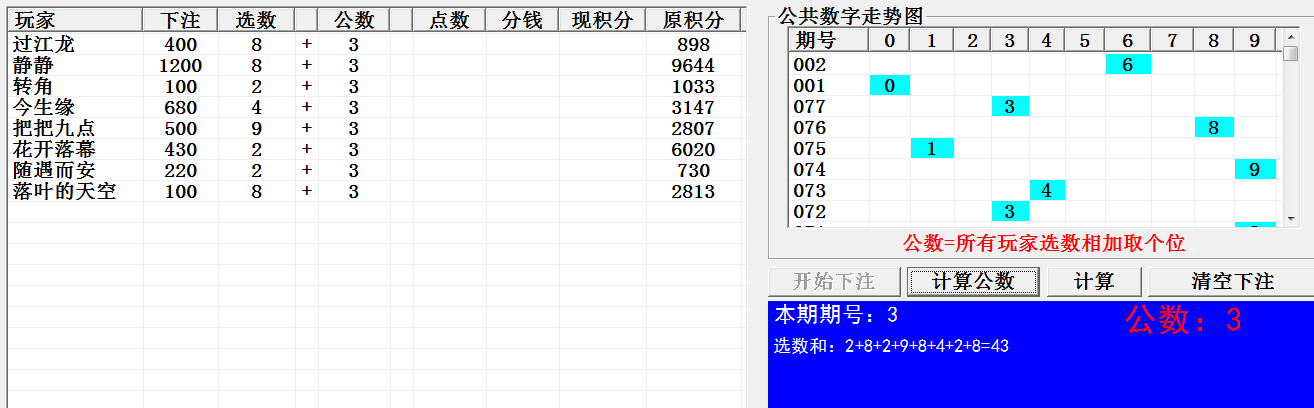 玩家 下注 选数 公数 点数 分钱 现积分 原积分
过江龙 400 8 + 3 898
静静 1200 8 + 3 9644
转角 100 2 + 3 1033
今生缘 680 4 + 3 3147
把把九点 500 9 + 3 2807
花开落幕 430 2 + 3 6020
随遇而安 220 2 + 3 730
落叶的天空 100 8 + 3 2813
公共数字走势图
期号 0 1 2 3 4 5 6 7 8 9
002 6
001 0
077 3
076 8
075 1
074 9
073 4
072 3
公数=所有玩家选数相加取个位
开始下注 计算公数 计算 清空下注
本期期号：3 公数：3
选数和：2+8+2+9+8+4+2+8=43